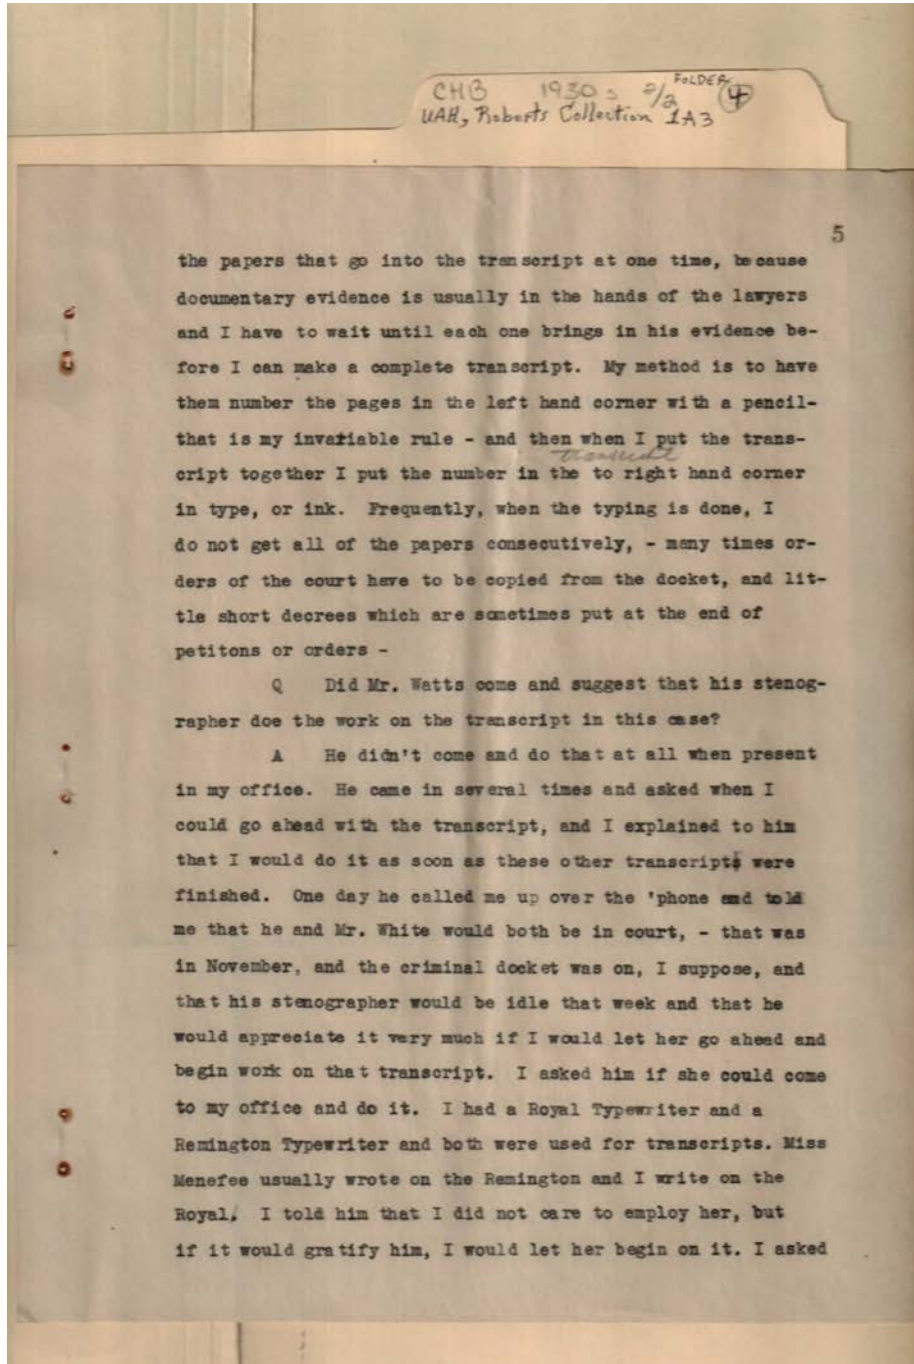 CHB 1930s 2/2 FOLDER 4
UAH, Roberts Collection 1A3
5
the papers that go into the transcript at one time, because
documentary evidence is usually in the hands of the lawyers
and I have to wait until each one brings in his evidence be-
fore I can make a complete transcript. My method is to have
them number the pages in the left hand corner with a pencil-
that is my invariable rule - and then when I put the trans-
transcript
cript together I put the number in the to right hand corner
in type, or ink. Frequently, when the typing is done, I
do not get all of the papers consecutively, - many times or-
ders of the court have to be copied from the docket, and lit-
tle short decrees which are sometimes put at the end of
petitons or orders -
Q Did Mr. Watts come and suggest that his stenog-
rapher doe the work on the transcript in this case?
A He didn't come and do that at all when present
in my office. He came in several times and asked when I
could go ahead with the transcript, and I explained to him
that I would do it as soon as these other transcripts were
finished. One day he called me up over the 'phone and told
me that he and Mr. White would both be in court, - that was
in November, and the criminal docket was on, I suppose, and
that his stenographer would be idle that week and that he
would appreciate it very much if I would let her go ahead and
begin work on that transcript. I asked him if she could come
to my office and do it. I had a Royal Typewriter and a
Remington Typewriter and both were used for transcripts. Miss
Menefee usually wrote on the Remington and I write on the
Royal. I told him that I did not care to employ her, but
if it would gratify him, I would let her begin on it. I asked